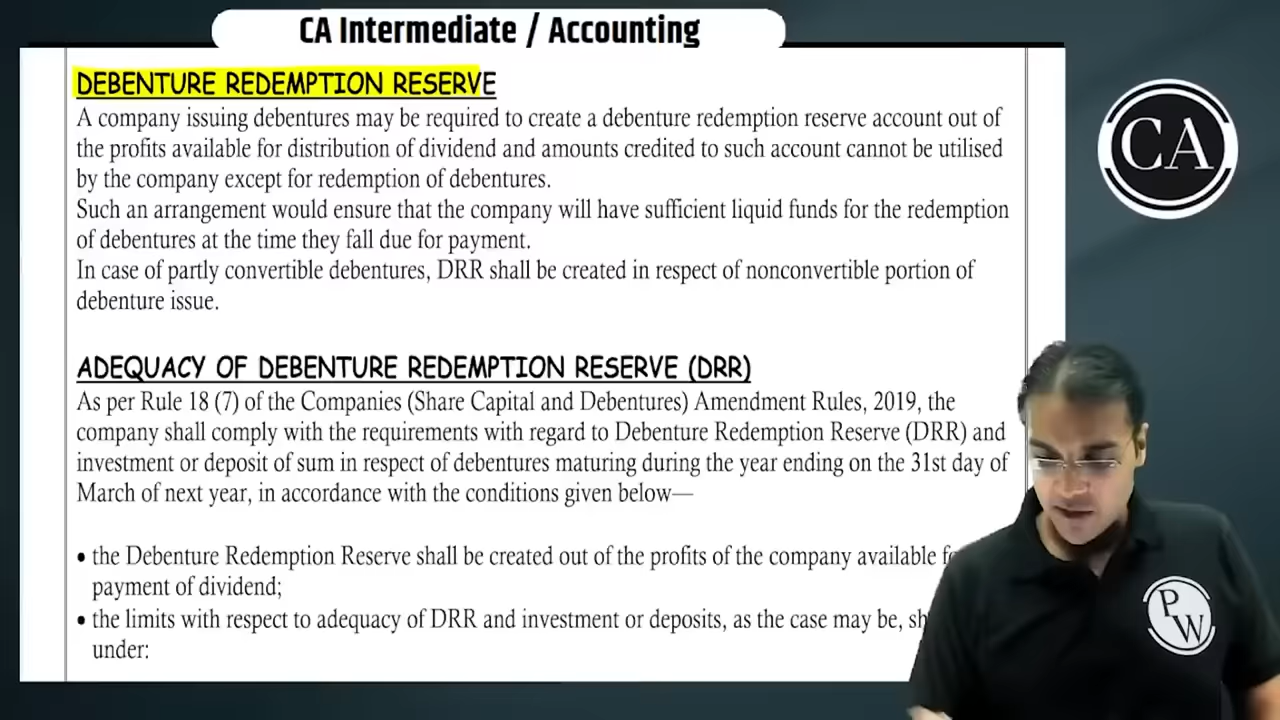 CA Intermediate / Accounting
DEBENTURE REDEMPTION RESERVE
A company issuing debentures may be required to create a debenture redemption reserve account out of
the profits available for distribution of dividend and amounts credited to such account cannot be utilised
by the company except for redemption of debentures.
Such an arrangement would ensure that the company will have sufficient liquid funds for the redemption
of debentures at the time they fall due for payment.
In case of partly convertible debentures, DRR shall be created in respect of nonconvertible portion of
debenture issue.
CA
ADEQUACY OF DEBENTURE REDEMPTION RESERVE (DRR)
As per Rule 18 (7) of the Companies (Share Capital and Debentures) Amendment Rules, 2019, the
company shall comply with the requirements with regard to Debenture Redemption Reserve (DRR) and
investment or deposit of sum in respect of debentures maturing during the year ending on the 31st day of
March of next year, in accordance with the conditions given below—
• the Debenture Redemption Reserve shall be created out of the profits of the company available
payment of dividend;
• the limits with respect to adequacy of DRR and investment or deposits, as the case may be,
under:
PW